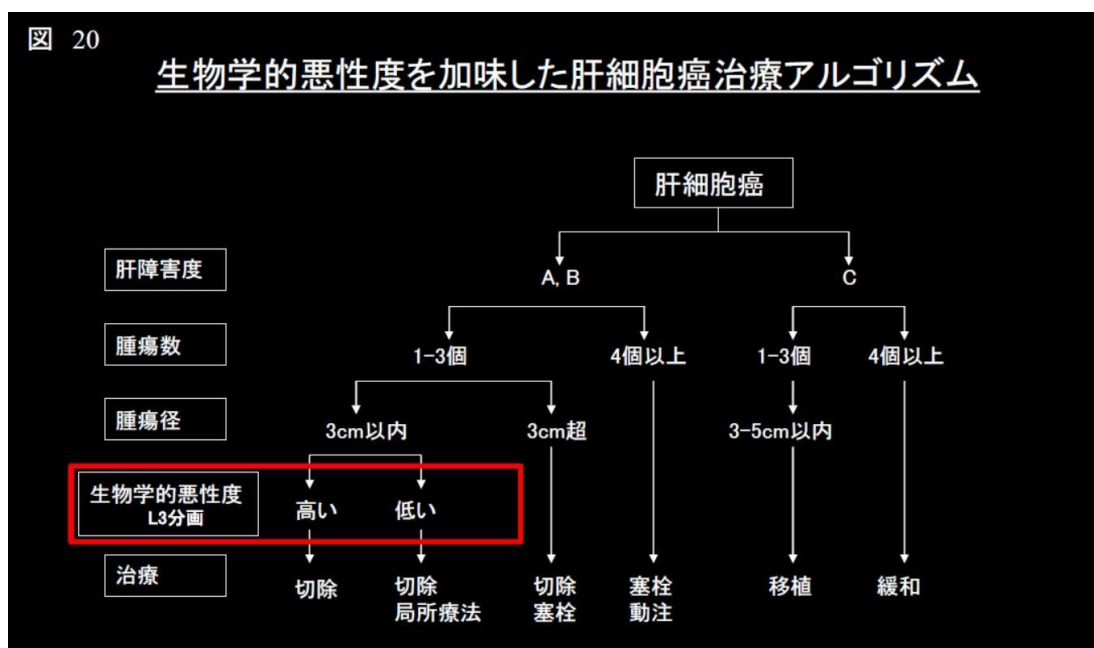 図 20
生物学的悪性度を加味した肝細胞癌治療アルゴリズム
肝細胞癌
肝障害度
A, B
C
腫瘍数
1-3個
4個以上
1-3個
4個以上
腫瘍径
3cm以内
3cm超
3-5cm以内
生物学的悪性度
L3分画
高い
低い
治療
切除
切除
局所療法
切除
塞栓
塞栓
動注
移植
緩和